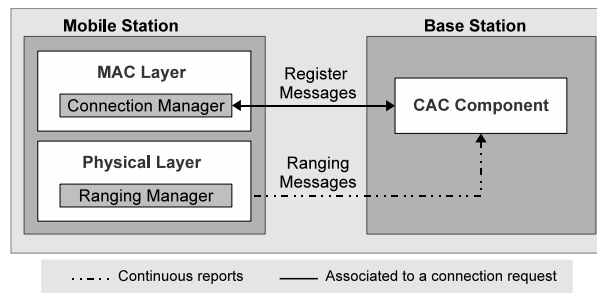 Mobile Station
Base Station
MAC Layer
Connection Manager
Register
Messages
CAC Component
Physical Layer
Ranging Manager
Ranging
Messages
Continuous reports
Associated to a connection request